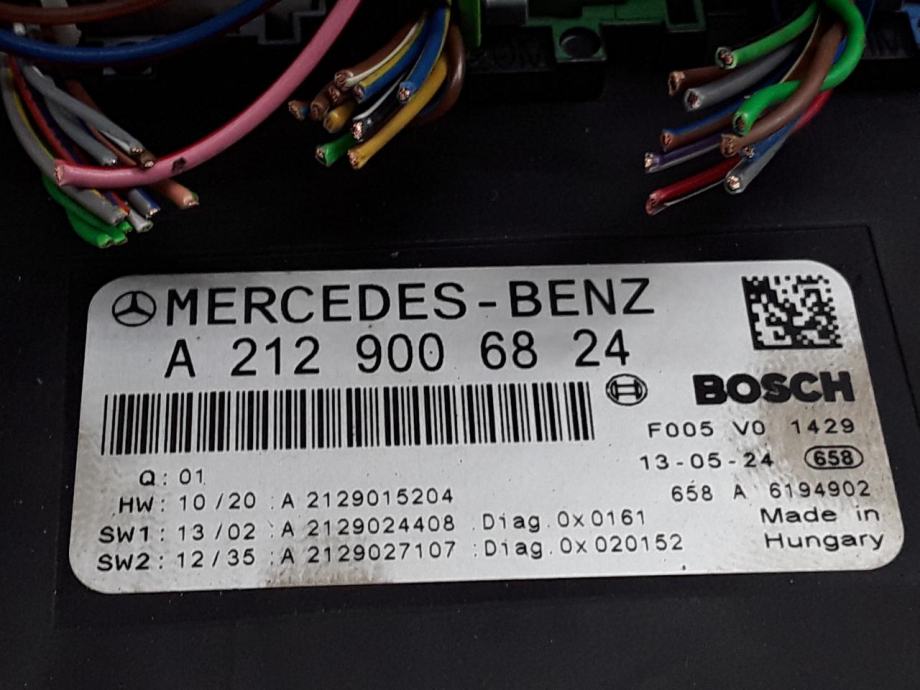 MERCEDES-BENZ
A 212 900 68 24
BOSCH
F005 V0 1429
13-05-24 658
658 A 6194902
Made in
Hungary
Q: 01
HW: 10/20 :A 2129015204
SW1: 13/02 :A 2129024408 :Diag.0x0161
SW2: 12/35 :A 2129027107 :Diag.0x020152